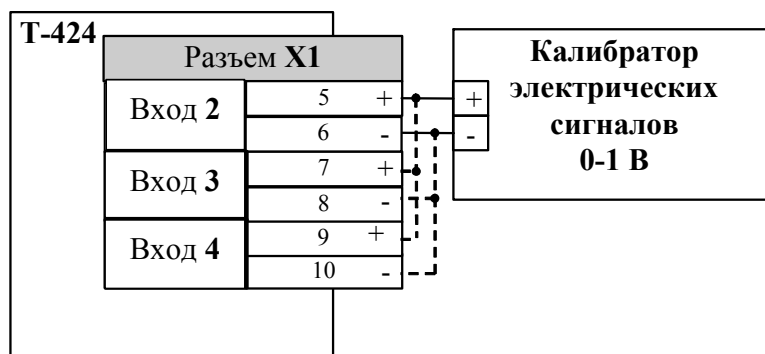 Т-424
Разъем X1
Вход 2
5 +
6 -
Вход 3
7 +
8 -
Вход 4
9 +
10 -
Калибратор
электрических
сигналов
0-1 В
+
-